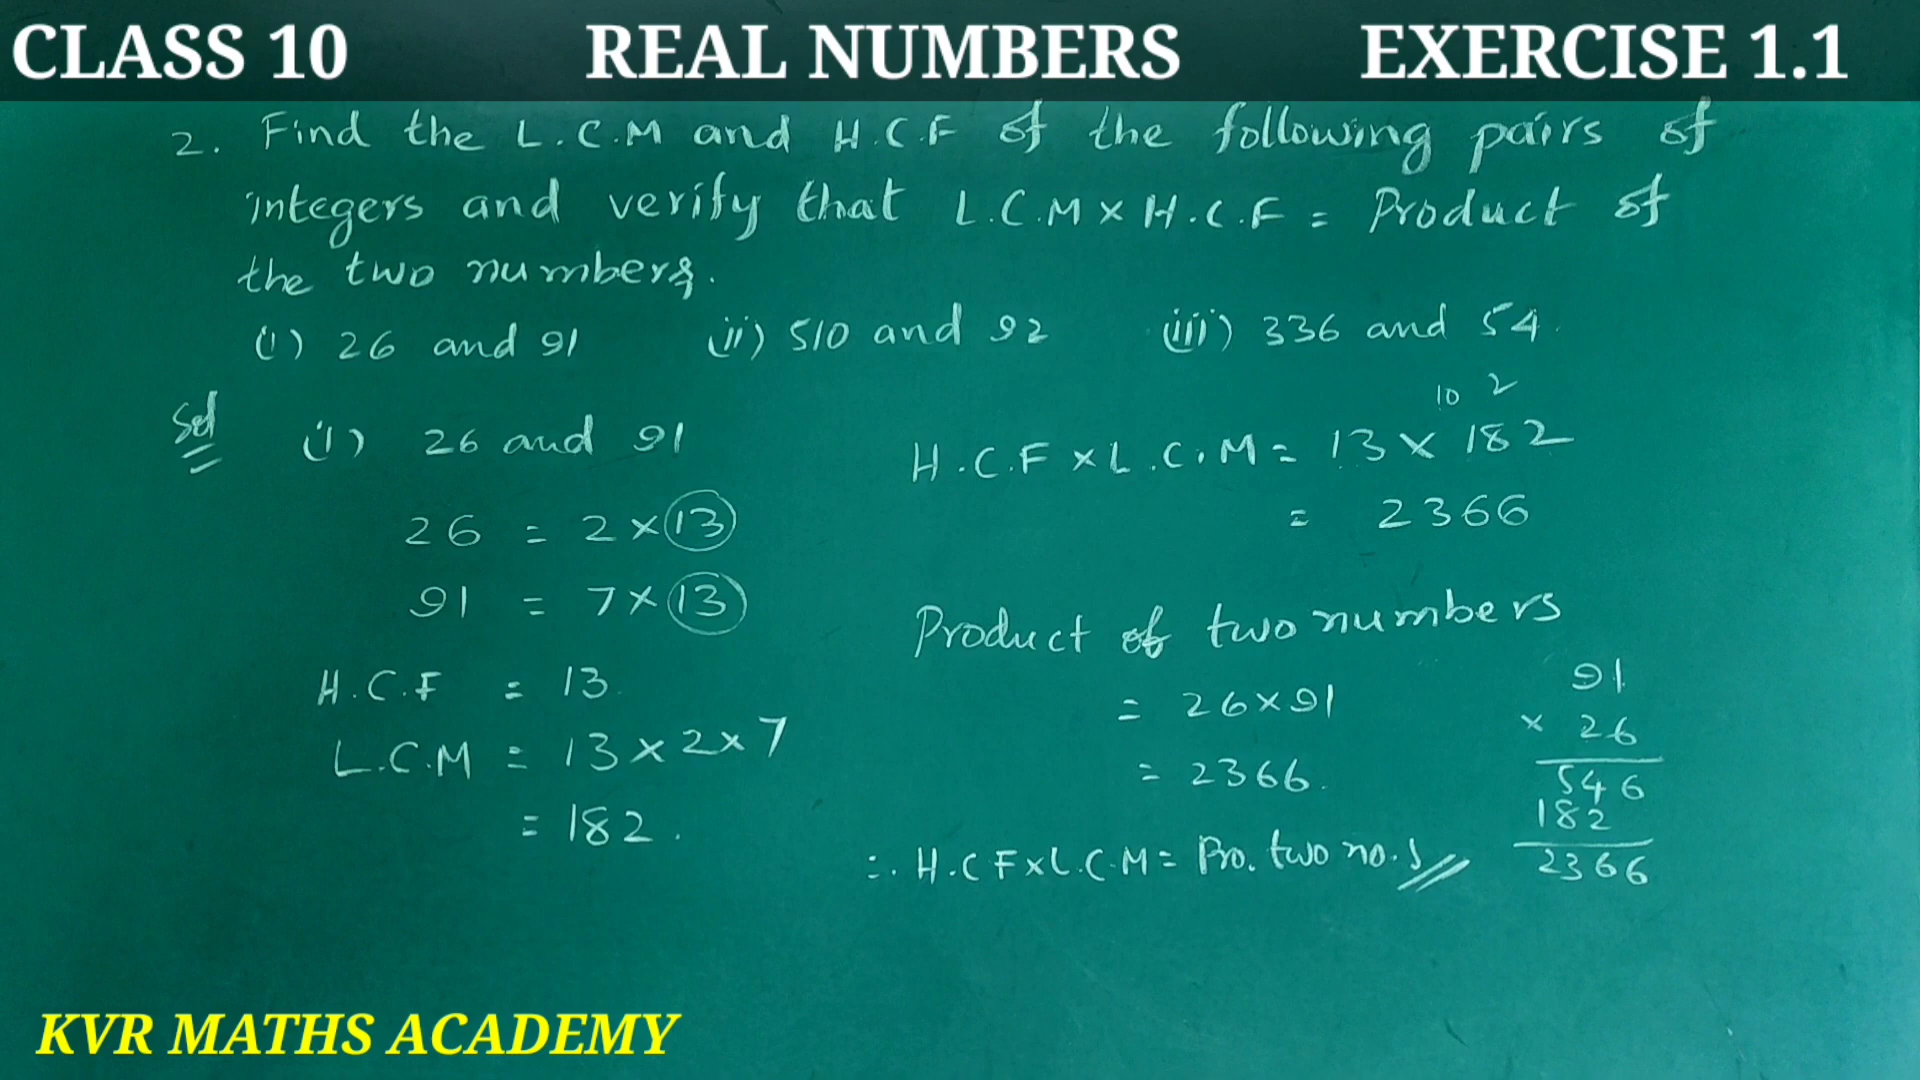 CLASS 10 REAL NUMBERS EXERCISE 1.1
2. Find the L.C.M and H.C.F of the following pairs of
integers and verify that L.C.M × H.C.F = Product of
the two numbers.
(i) 26 and 91 (ii) 510 and 92 (iii) 336 and 54.
Sol (i) 26 and 91
26 = 2 × 13
91 = 7 × 13
H.C.F = 13.
L.C.M = 13 × 2 × 7
= 182.
10 2
H.C.F × L.C.M = 13 × 182
= 2366
Product of two numbers
= 26 × 91
= 2366.
∴ H.C.F × L.C.M = Pro. two no.s
91
× 26
546
182
2366
KVR MATHS ACADEMY